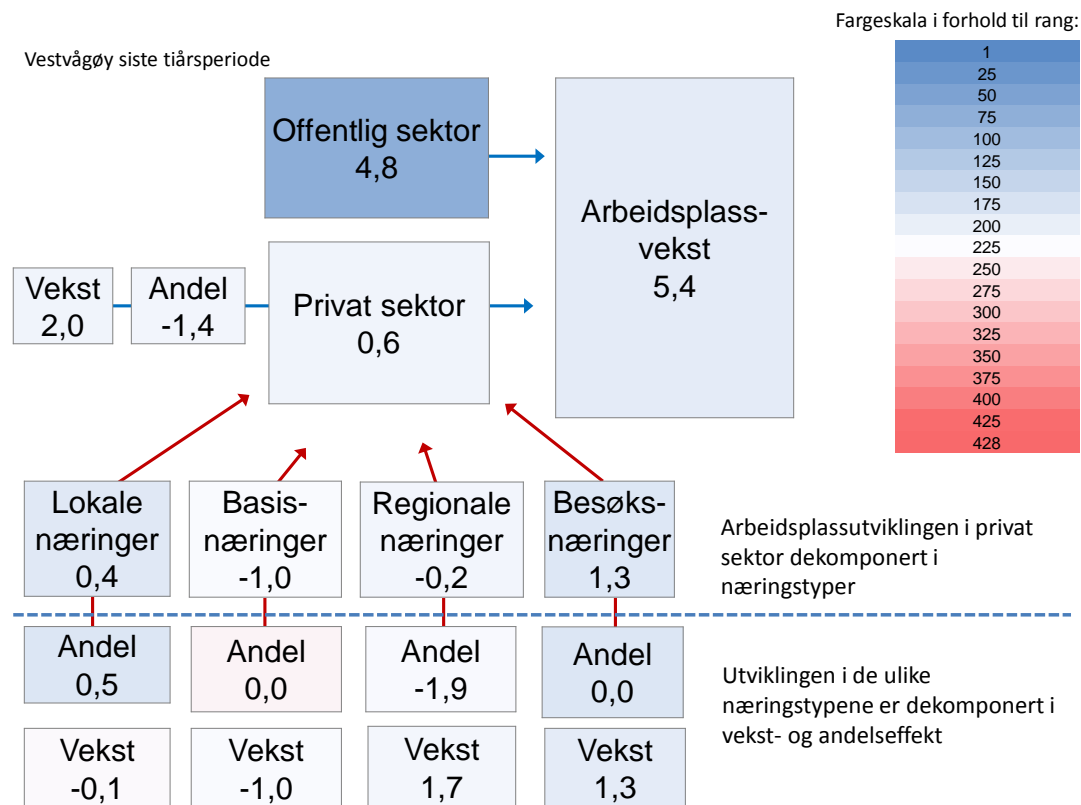 Fargeskala i forhold til rang:
Vestvågøy siste tiårsperiode
1
25
50
75
100
125
150
175
200
225
250
275
300
325
350
375
400
425
428
Offentlig sektor
4,8
Arbeidsplass-
vekst
5,4
Vekst
2,0
Andel
-1,4
Privat sektor
0,6
Lokale
næringer
0,4
Basis-
næringer
-1,0
Regionale
næringer
-0,2
Besøks-
næringer
1,3
Arbeidsplassutviklingen i privat
sektor dekomponert i
næringstyper
Andel
0,5
Andel
0,0
Andel
-1,9
Andel
0,0
Utviklingen i de ulike
næringstypene er dekomponert i
vekst- og andelseffekt
Vekst
-0,1
Vekst
-1,0
Vekst
1,7
Vekst
1,3